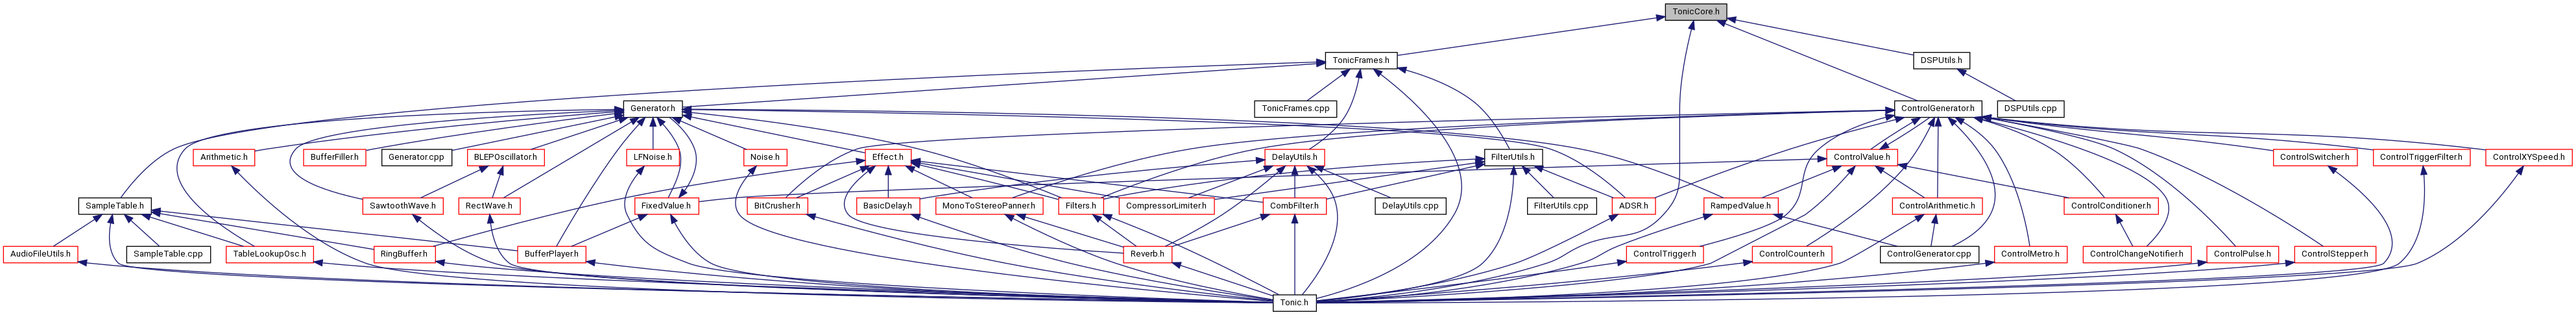 TonicCore.h
TonicFrames.h
DSPUtils.h
Generator.h
TonicFrames.cpp
ControlGenerator.h
DSPUtils.cpp
Arithmetic.h
BufferFiller.h
Generator.cpp
BLEPOscillator.h
LFNoise.h
Noise.h
Effect.h
DelayUtils.h
FilterUtils.h
ControlValue.h
ControlSwitcher.h
ControlTriggerFilter.h
ControlXYSpeed.h
SampleTable.h
SawtoothWave.h
RectWave.h
FixedValue.h
BitCrusher.h
BasicDelay.h
MonoToStereoPanner.h
Filters.h
CompressorLimiter.h
CombFilter.h
DelayUtils.cpp
FilterUtils.cpp
ADSR.h
RampedValue.h
ControlArithmetic.h
ControlConditioner.h
AudioFileUtils.h
SampleTable.cpp
TableLookupOsc.h
RingBuffer.h
BufferPlayer.h
Reverb.h
ControlTrigger.h
ControlCounter.h
ControlGenerator.cpp
ControlMetro.h
ControlChangeNotifier.h
ControlPulse.h
ControlStepper.h
Tonic.h